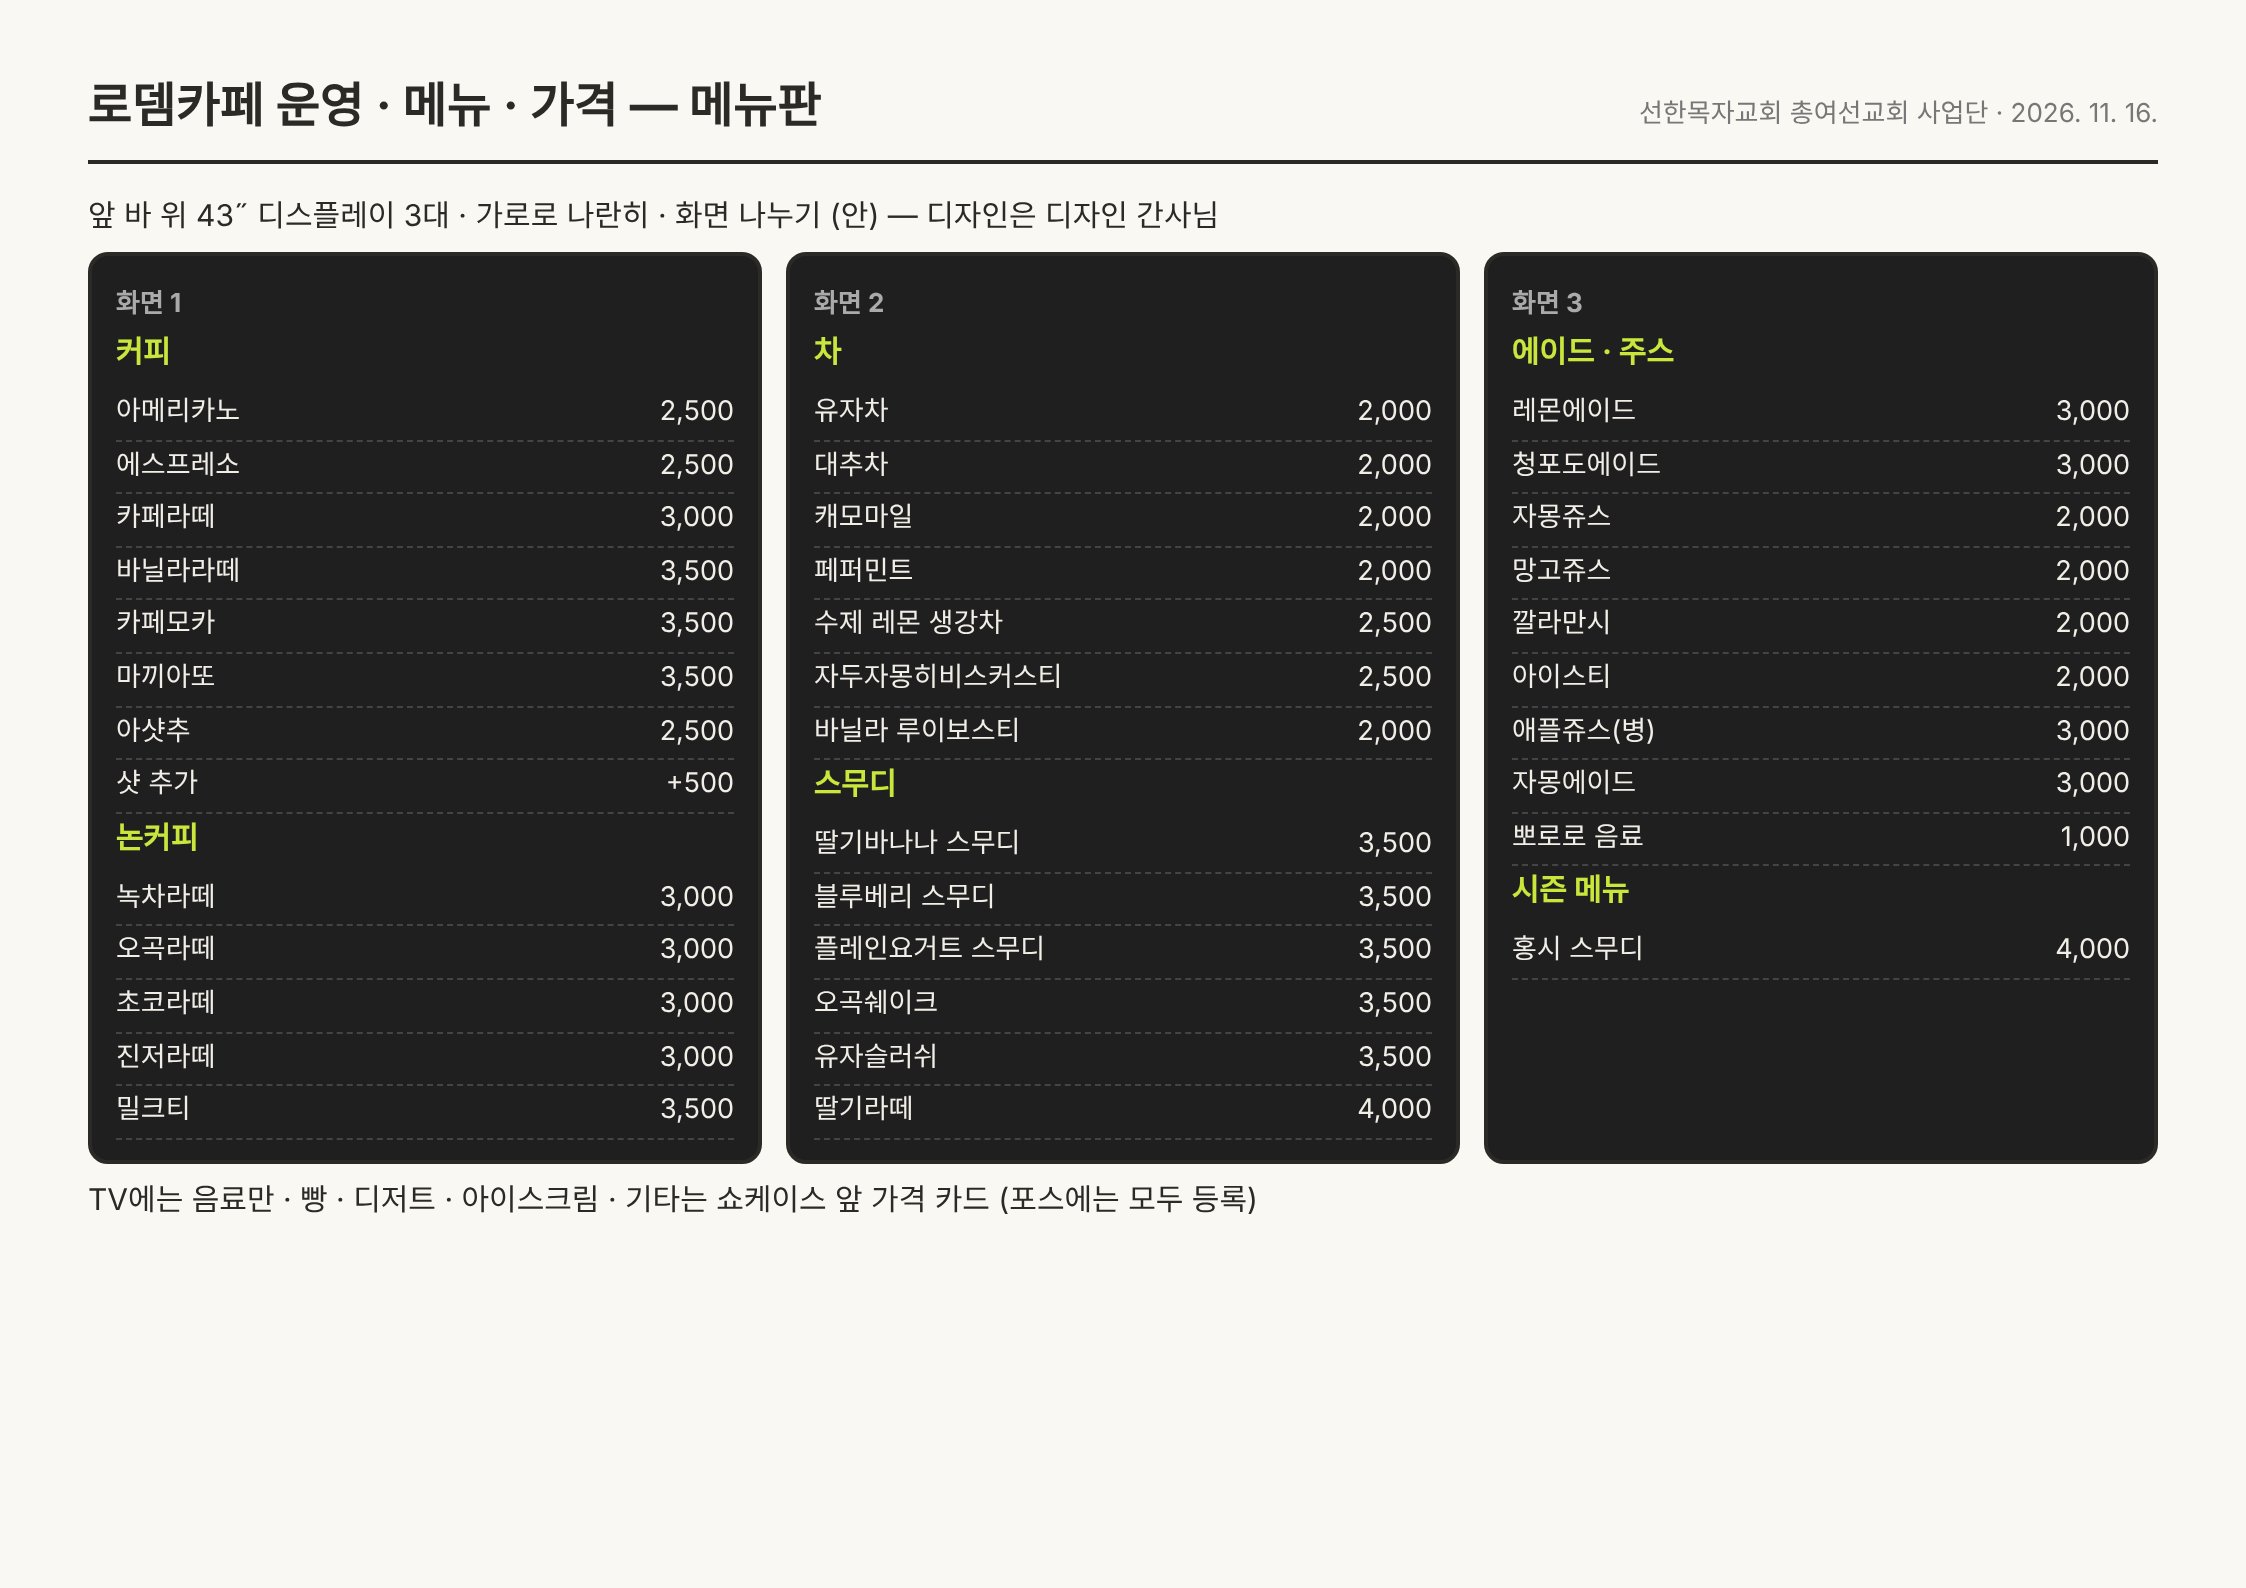 로뎀카페 운영 · 메뉴 · 가격 — 메뉴판
선한목자교회 총여선교회 사업단 · 2026. 11. 16.
앞 바 위 43˝ 디스플레이 3대 · 가로로 나란히 · 화면 나누기 (안) — 디자인은 디자인 간사님
화면 1
커피
아메리카노 2,500
에스프레소 2,500
카페라떼 3,000
바닐라라떼 3,500
카페모카 3,500
마끼아또 3,500
아샷추 2,500
샷 추가 +500
논커피
녹차라떼 3,000
오곡라떼 3,000
초코라떼 3,000
진저라떼 3,000
밀크티 3,500
화면 2
차
유자차 2,000
대추차 2,000
캐모마일 2,000
페퍼민트 2,000
수제 레몬 생강차 2,500
자두자몽히비스커스티 2,500
바닐라 루이보스티 2,000
스무디
딸기바나나 스무디 3,500
블루베리 스무디 3,500
플레인요거트 스무디 3,500
오곡쉐이크 3,500
유자슬러쉬 3,500
딸기라떼 4,000
화면 3
에이드 · 주스
레몬에이드 3,000
청포도에이드 3,000
자몽쥬스 2,000
망고쥬스 2,000
깔라만시 2,000
아이스티 2,000
애플쥬스(병) 3,000
자몽에이드 3,000
뽀로로 음료 1,000
시즌 메뉴
홍시 스무디 4,000
TV에는 음료만 · 빵 · 디저트 · 아이스크림 · 기타는 쇼케이스 앞 가격 카드 (포스에는 모두 등록)